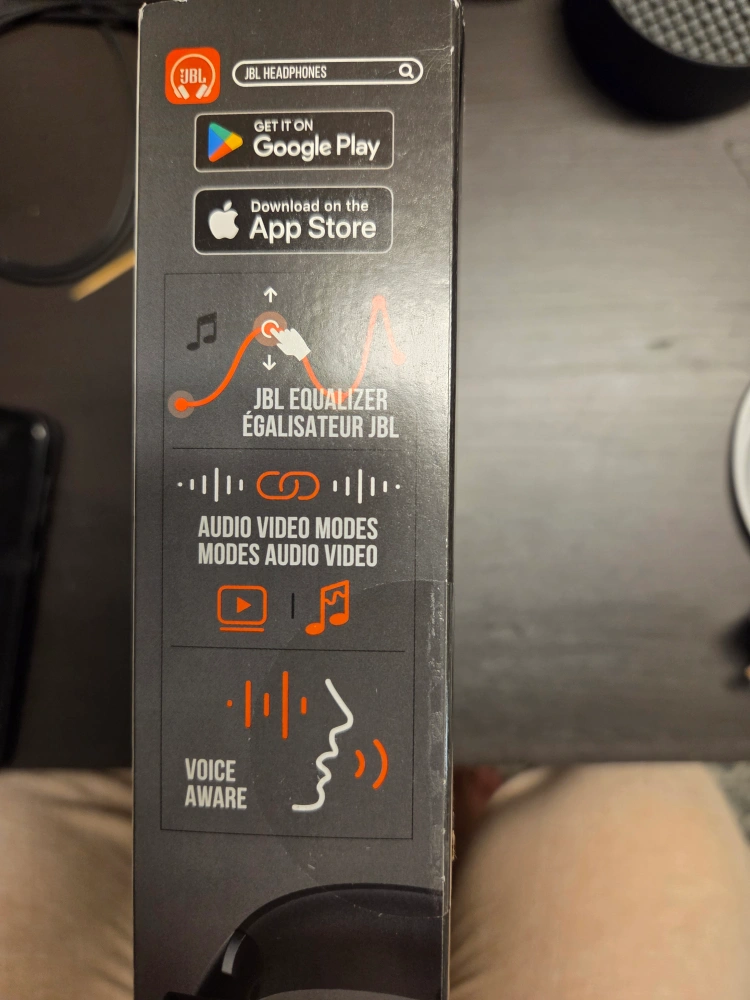 JBL
JBL HEADPHONES
GET IT ON
Google Play
Download on the
App Store
JBL EQUALIZER
ÉGALISATEUR JBL
AUDIO VIDEO MODES
MODES AUDIO VIDEO
VOICE
AWARE